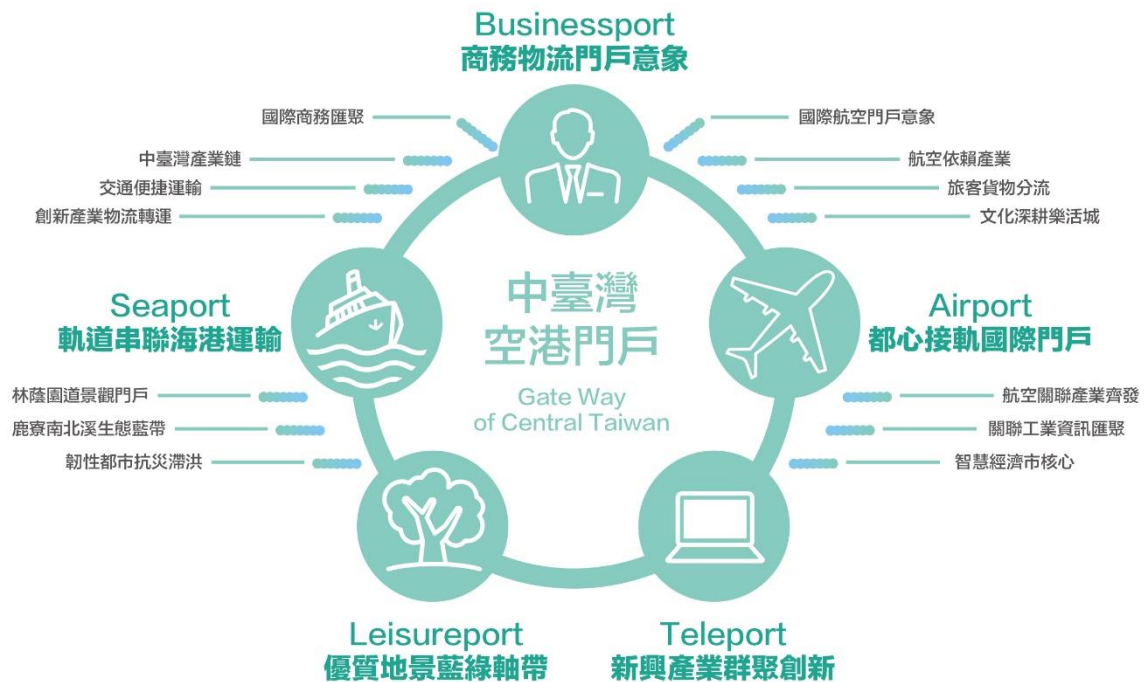 Businessport
商務物流門戶意象
國際商務匯聚
中臺灣產業鏈
交通便捷運輸
創新產業物流轉運
國際航空門戶意象
航空依賴產業
旅客貨物分流
文化深耕樂活城
Seaport
軌道串聯海港運輸
中臺灣
空港門戶
Gate Way
of Central Taiwan
Airport
都心接軌國際門戶
林蔭園道景觀門戶
鹿寮南北溪生態藍帶
韌性都市抗災滯洪
航空關聯產業齊發
關聯工業資訊匯聚
智慧經濟市核心
Leisureport
優質地景藍綠軸帶
Teleport
新興產業群聚創新